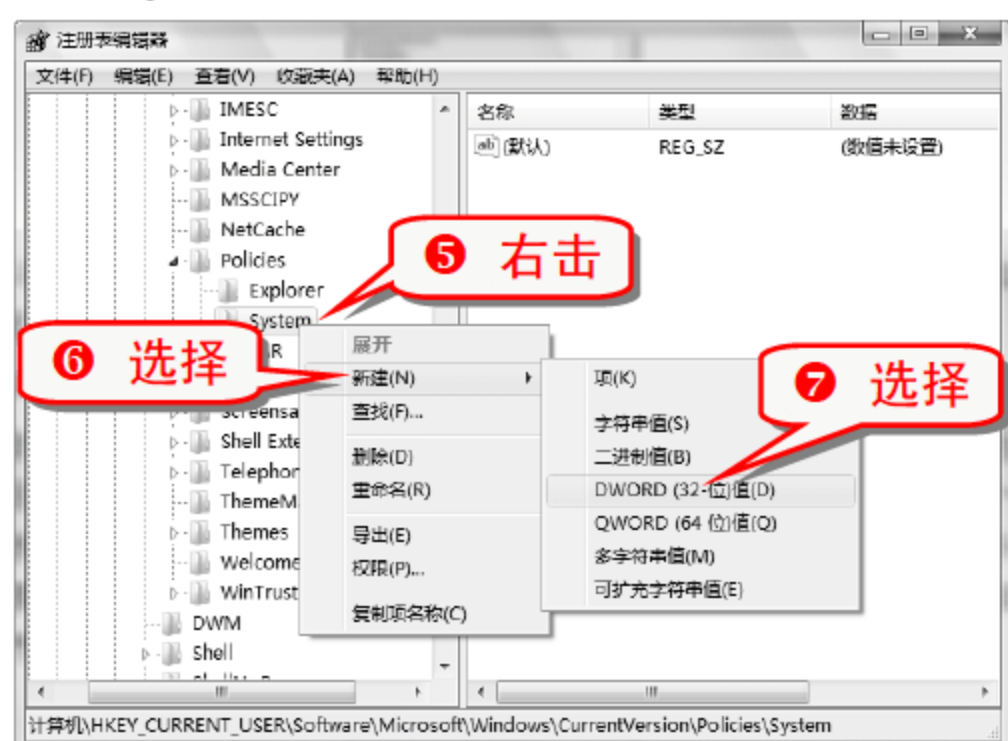 注册表编辑器
文件(F) 编辑(E) 查看(V) 收藏夹(A) 帮助(H)
名称 类型 数据
ab (默认) REG_SZ (数值未设置)
IMESC
Internet Settings
Media Center
MSSCIPY
NetCache
Policies
Explorer
System
R
Screensa
Shell Exte
Telephor
ThemeM
Themes
Welcome
WinTrust
DWM
Shell
❺ 右击
❻ 选择
❼ 选择
展开
新建(N)
查找(F)...
删除(D)
重命名(R)
导出(E)
权限(P)...
复制项名称(C)
项(K)
字符串值(S)
二进制值(B)
DWORD (32-位)值(D)
QWORD (64 位)值(Q)
多字符串值(M)
可扩充字符串值(E)
计算机\HKEY_CURRENT_USER\Software\Microsoft\Windows\CurrentVersion\Policies\System